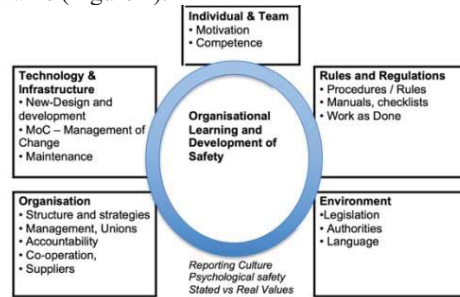 Individual & Team
• Motivation
• Competence
Technology &
Infrastructure
• New-Design and
development
• MoC – Management of
Change
• Maintenance
Rules and Regulations
• Procedures / Rules
• Manuals, checklists
• Work as Done
Organisational
Learning and
Development of
Safety
Organisation
• Structure and strategies
• Management, Unions
• Accountability
• Co-operation,
• Suppliers
Environment
•Legislation
• Authorities
• Language
Reporting Culture
Psychological safety
Stated vs Real Values